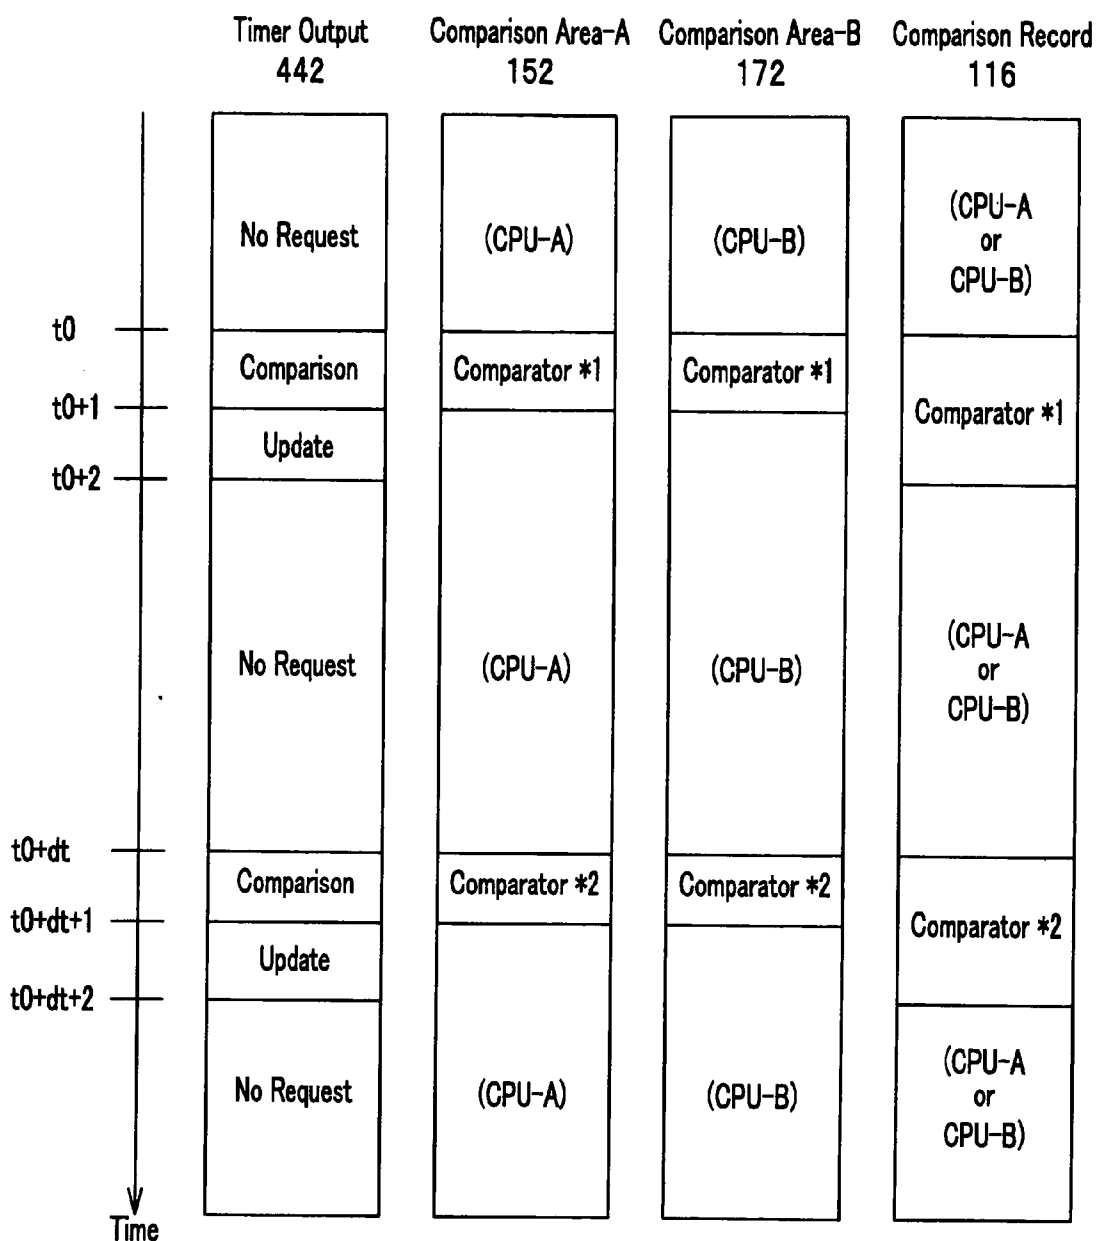 Timer Output Comparison Area-A Comparison Area-B Comparison Record
442 152 172 116
No Request (CPU-A) (CPU-B) (CPU-A
or
CPU-B)
t0
Comparison Comparator *1 Comparator *1
t0+1
Comparator *1
Update
t0+2
No Request (CPU-A) (CPU-B) (CPU-A
or
CPU-B)
t0+dt
Comparison Comparator *2 Comparator *2
t0+dt+1
Comparator *2
Update
t0+dt+2
No Request (CPU-A) (CPU-B) (CPU-A
or
CPU-B)
Time